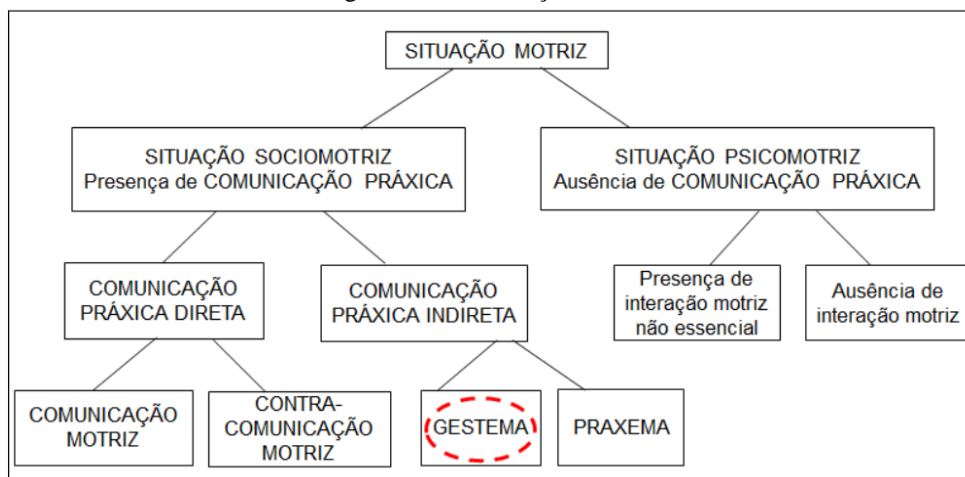 SITUAÇÃO MOTRIZ
SITUAÇÃO SOCIOMOTRIZ
Presença de COMUNICAÇÃO PRÁXICA
SITUAÇÃO PSICOMOTRIZ
Ausência de COMUNICAÇÃO PRÁXICA
COMUNICAÇÃO
PRÁXICA DIRETA
COMUNICAÇÃO
PRÁXICA INDIRETA
Presença de
interação motriz
não essencial
Ausência de
interação motriz
COMUNICAÇÃO
MOTRIZ
CONTRA-
COMUNICAÇÃO
MOTRIZ
GESTEMA
PRAXEMA